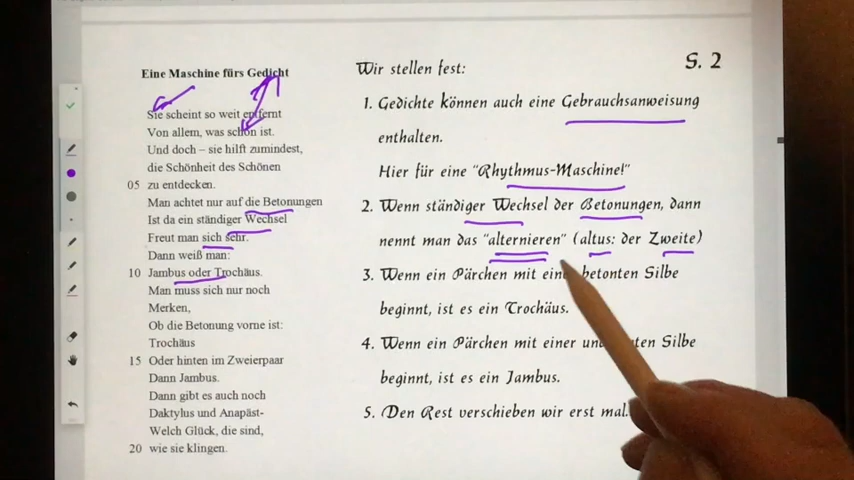 Eine Maschine fürs Gedicht
Sie scheint so weit entfernt
Von allem, was schön ist.
Und doch – sie hilft zumindest,
die Schönheit des Schönen
05 zu entdecken.
Man achtet nur auf die Betonungen
Ist da ein ständiger Wechsel
Freut man sich sehr.
Dann weiß man:
10 Jambus oder Trochäus.
Man muss sich nur noch
Merken,
Ob die Betonung vorne ist:
Trochäus
15 Oder hinten im Zweierpaar
Dann Jambus.
Dann gibt es auch noch
Daktylus und Anapäst-
Welch Glück, die sind,
20 wie sie klingen.
S. 2
Wir stellen fest:
1. Gedichte können auch eine Gebrauchsanweisung
enthalten.
Hier für eine "Rhythmus-Maschine!"
2. Wenn ständiger Wechsel der Betonungen, dann
nennt man das "alternieren" (altus: der Zweite)
3. Wenn ein Pärchen mit betonten Silbe
beginnt, ist es ein Trochäus.
4. Wenn ein Pärchen mit einer Silbe
beginnt, ist es ein Jambus.
5. Den Rest verschieben wir erst mal.